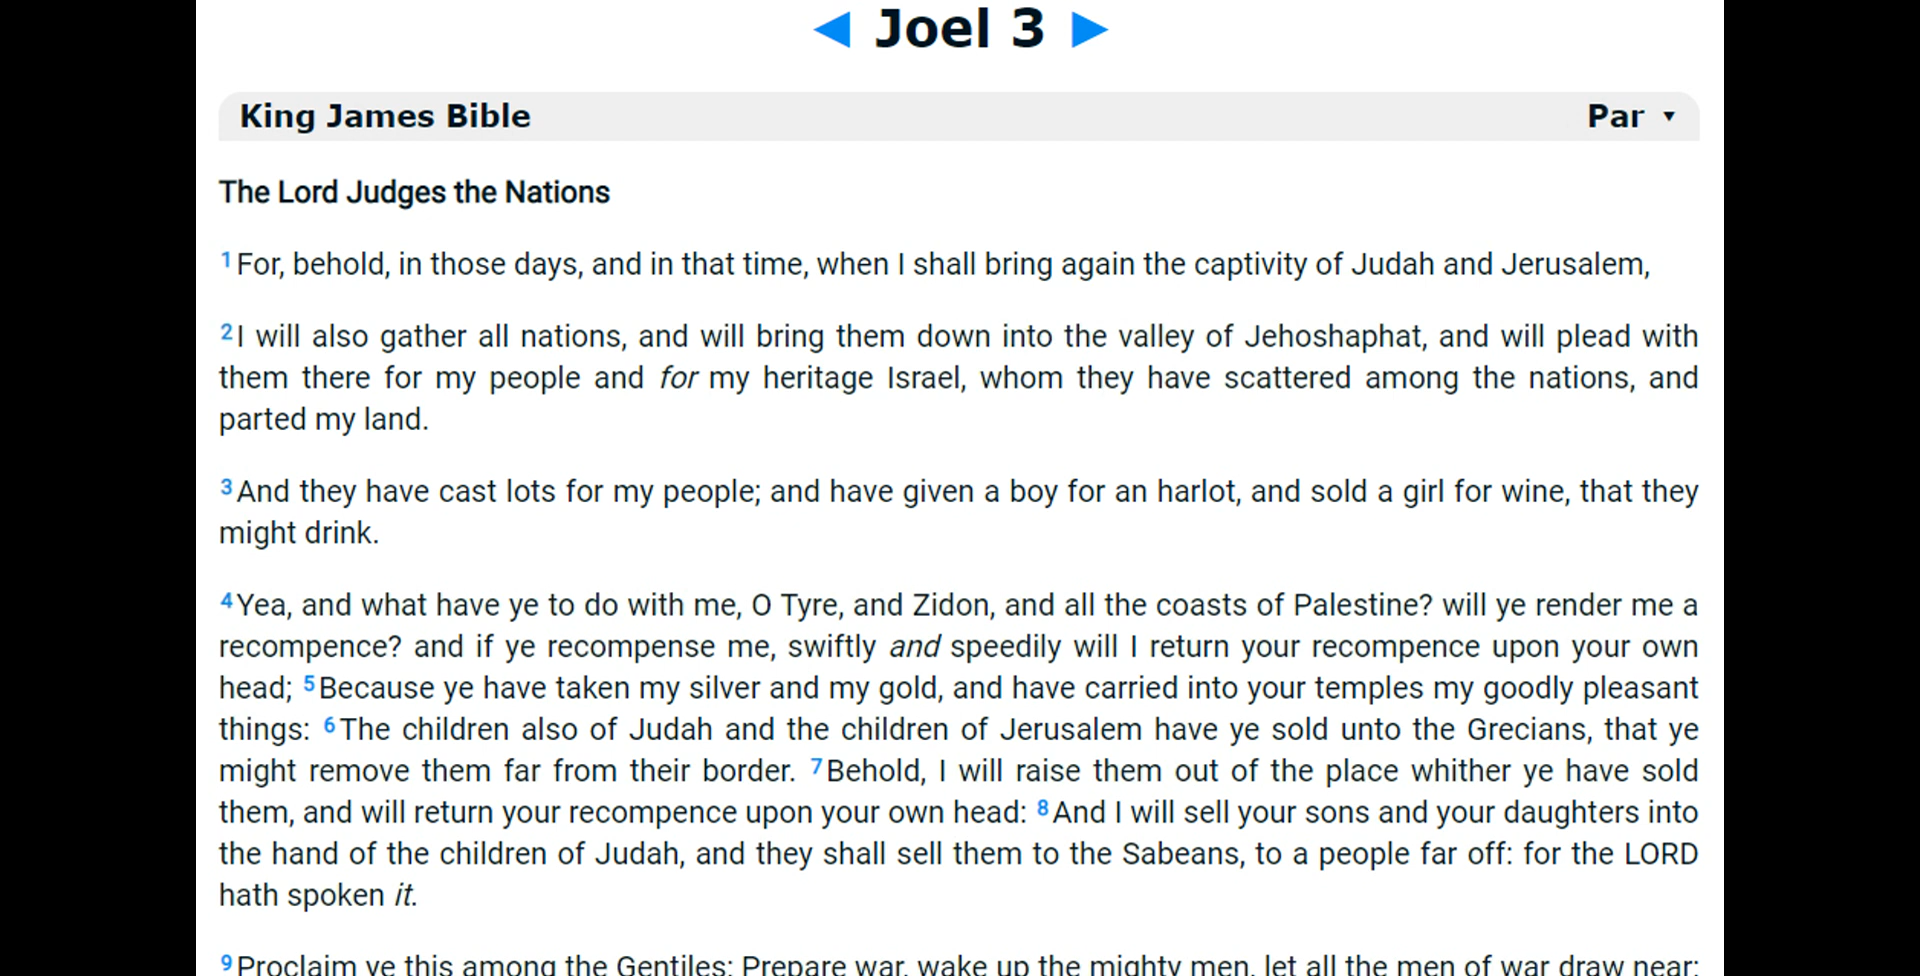 ◀ Joel 3 ▶
King James Bible Par ▼
The Lord Judges the Nations
1 For, behold, in those days, and in that time, when I shall bring again the captivity of Judah and Jerusalem,
2 I will also gather all nations, and will bring them down into the valley of Jehoshaphat, and will plead with
them there for my people and for my heritage Israel, whom they have scattered among the nations, and
parted my land.
3 And they have cast lots for my people; and have given a boy for an harlot, and sold a girl for wine, that they
might drink.
4 Yea, and what have ye to do with me, O Tyre, and Zidon, and all the coasts of Palestine? will ye render me a
recompence? and if ye recompense me, swiftly and speedily will I return your recompence upon your own
head; 5 Because ye have taken my silver and my gold, and have carried into your temples my goodly pleasant
things: 6 The children also of Judah and the children of Jerusalem have ye sold unto the Grecians, that ye
might remove them far from their border. 7 Behold, I will raise them out of the place whither ye have sold
them, and will return your recompence upon your own head: 8 And I will sell your sons and your daughters into
the hand of the children of Judah, and they shall sell them to the Sabeans, to a people far off: for the LORD
hath spoken it.
9 Proclaim ye this among the Gentiles; Prepare war, wake up the mighty men, let all the men of war draw near;